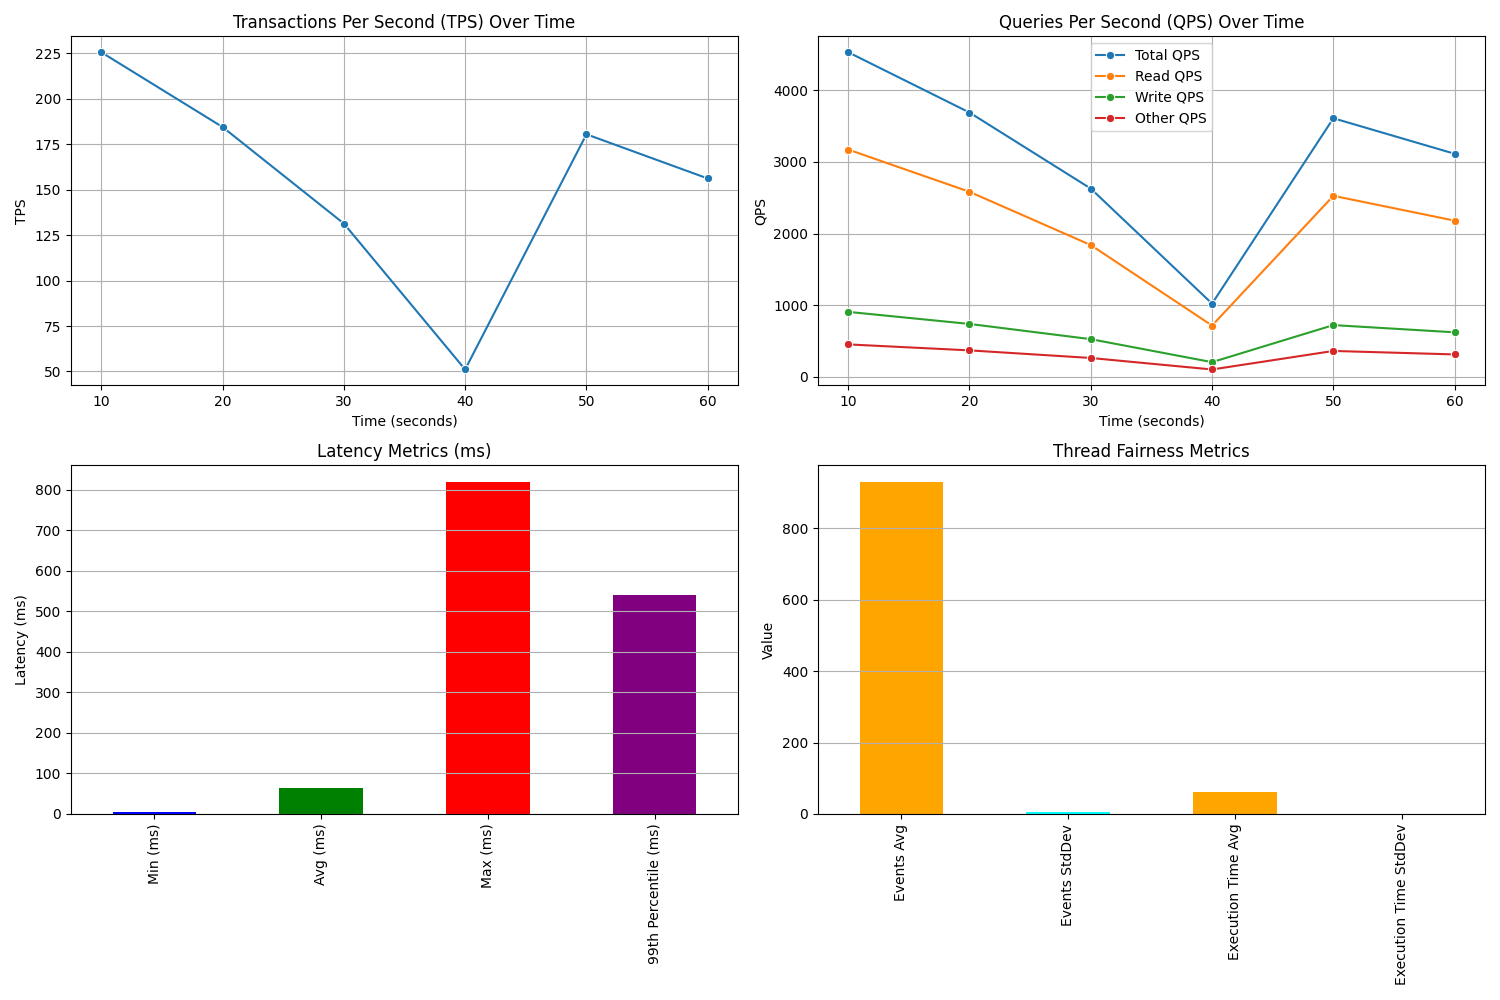 Transactions Per Second (TPS) Over Time
225
200
175
150
125
100
75
50
TPS
10 20 30 40 50 60
Time (seconds)
Queries Per Second (QPS) Over Time
Total QPS
Read QPS
Write QPS
Other QPS
4000
3000
2000
1000
0
QPS
10 20 30 40 50 60
Time (seconds)
Latency Metrics (ms)
800
700
600
500
400
300
200
100
0
Latency (ms)
Min (ms)
Avg (ms)
Max (ms)
99th Percentile (ms)
Thread Fairness Metrics
800
600
400
200
0
Value
Events Avg
Events StdDev
Execution Time Avg
Execution Time StdDev